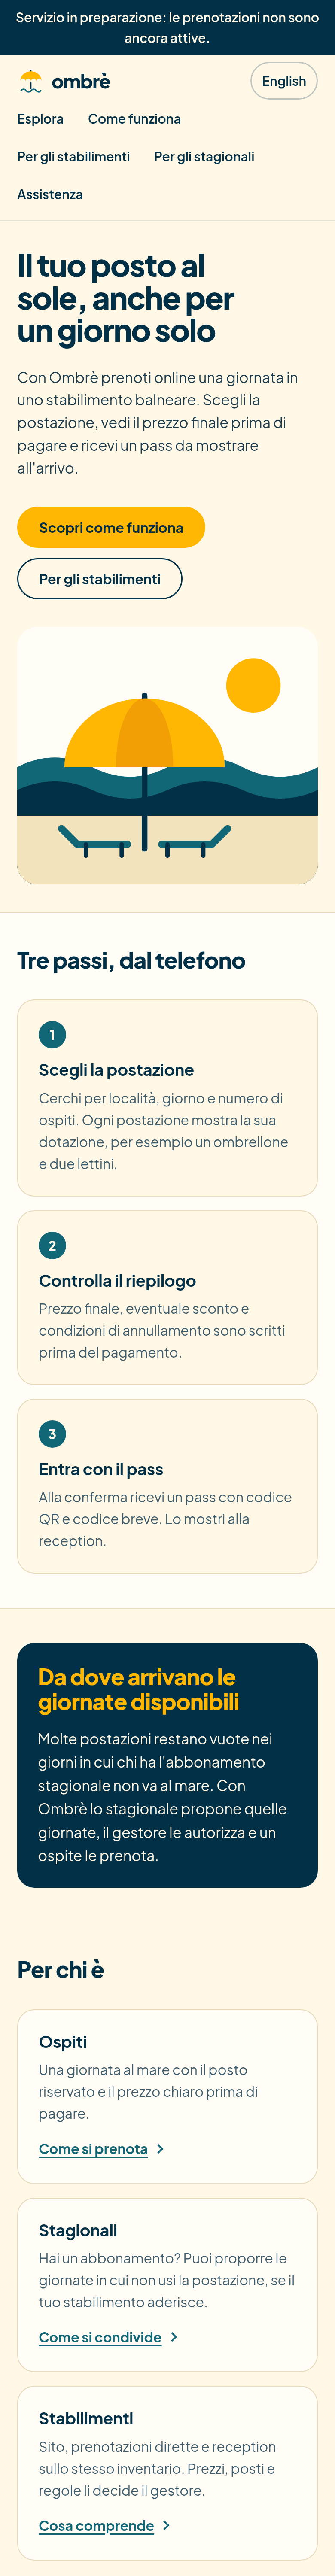 Servizio in preparazione: le prenotazioni non sono
ancora attive.
ombrè
English
Esplora
Come funziona
Per gli stabilimenti
Per gli stagionali
Assistenza
Il tuo posto al
sole, anche per
un giorno solo
Con Ombrè prenoti online una giornata in
uno stabilimento balneare. Scegli la
postazione, vedi il prezzo finale prima di
pagare e ricevi un pass da mostrare
all'arrivo.
Scopri come funziona
Per gli stabilimenti
Tre passi, dal telefono
1
Scegli la postazione
Cerchi per località, giorno e numero di
ospiti. Ogni postazione mostra la sua
dotazione, per esempio un ombrellone
e due lettini.
2
Controlla il riepilogo
Prezzo finale, eventuale sconto e
condizioni di annullamento sono scritti
prima del pagamento.
3
Entra con il pass
Alla conferma ricevi un pass con codice
QR e codice breve. Lo mostri alla
reception.
Da dove arrivano le
giornate disponibili
Molte postazioni restano vuote nei
giorni in cui chi ha l'abbonamento
stagionale non va al mare. Con
Ombrè lo stagionale propone quelle
giornate, il gestore le autorizza e un
ospite le prenota.
Per chi è
Ospiti
Una giornata al mare con il posto
riservato e il prezzo chiaro prima di
pagare.
Come si prenota
Stagionali
Hai un abbonamento? Puoi proporre le
giornate in cui non usi la postazione, se il
tuo stabilimento aderisce.
Come si condivide
Stabilimenti
Sito, prenotazioni dirette e reception
sullo stesso inventario. Prezzi, posti e
regole li decide il gestore.
Cosa comprende